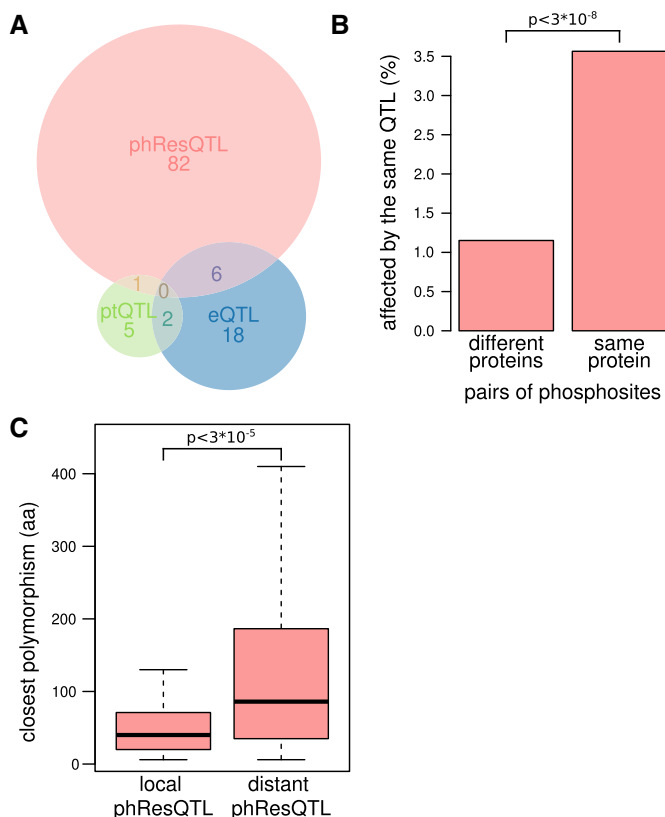 A
phResQTL
82
1
0
6
ptQTL
5
2
eQTL
18
B
p<3*10-8
affected by the same QTL (%)
3.5
3.0
2.5
2.0
1.5
1.0
0.5
0.0
different
proteins
same
protein
pairs of phosphosites
C
p<3*10-5
closest polymorphism (aa)
400
300
200
100
0
local
phResQTL
distant
phResQTL